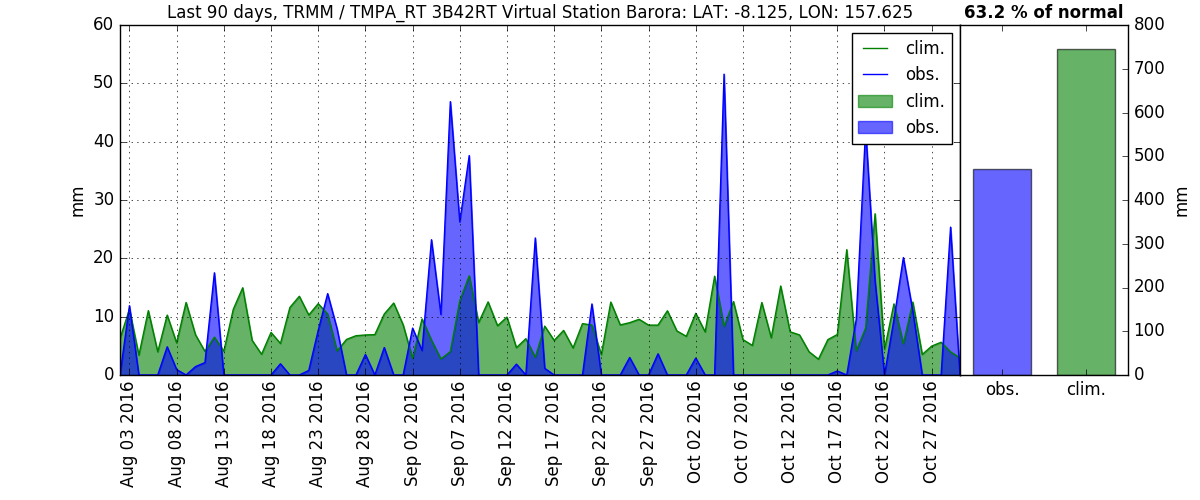 Last 90 days, TRMM / TMPA_RT 3B42RT Virtual Station Barora: LAT: -8.125, LON: 157.625
63.2 % of normal
60
50
40
30
20
10
0
mm
clim.
obs.
clim.
obs.
800
700
600
500
400
300
200
100
0
mm
obs.
clim.
Aug 03 2016
Aug 08 2016
Aug 13 2016
Aug 18 2016
Aug 23 2016
Aug 28 2016
Sep 02 2016
Sep 07 2016
Sep 12 2016
Sep 17 2016
Sep 22 2016
Sep 27 2016
Oct 02 2016
Oct 07 2016
Oct 12 2016
Oct 17 2016
Oct 22 2016
Oct 27 2016